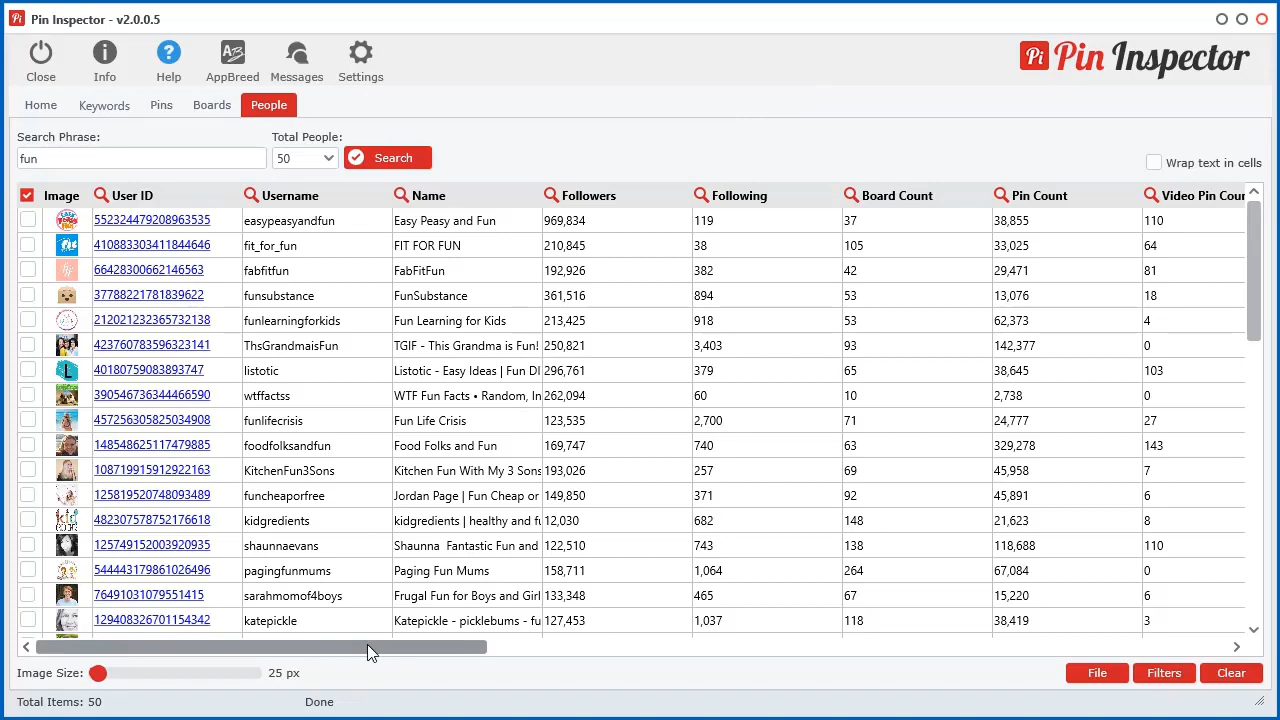 Pi Pin Inspector - v2.0.0.5
Close Info Help AppBreed Messages Settings
Pi Pin Inspector
Home Keywords Pins Boards People
Search Phrase: Total People:
fun 50 Search
Wrap text in cells
Image User ID Username Name Followers Following Board Count Pin Count Video Pin Coun
552324479208963535 easypeasyandfun Easy Peasy and Fun 969,834 119 37 38,855 110
410883303411844646 fit_for_fun FIT FOR FUN 210,845 38 105 33,025 64
66428300662146563 fabfitfun FabFitFun 192,926 382 42 29,471 81
37788221781839622 funsubstance FunSubstance 361,516 894 53 13,076 18
212021232365732138 funlearningforkids Fun Learning for Kids 213,425 918 53 62,373 4
423760783596323141 ThsGrandmaisFun TGIF - This Grandma is Fun! 250,821 3,403 93 142,377 0
40180759083893747 listotic Listotic - Easy Ideas | Fun DI 296,761 379 65 38,645 103
390546736344466590 wtffactss WTF Fun Facts • Random, In 262,094 60 10 2,738 0
457256305825034908 funlifecrisis Fun Life Crisis 123,535 2,700 71 24,777 27
148548625117479885 foodfolksandfun Food Folks and Fun 169,747 740 63 329,278 143
108719915912922163 KitchenFun3Sons Kitchen Fun With My 3 Sons 193,026 257 69 45,958 7
125819520748093489 funcheaporfree Jordan Page | Fun Cheap or 149,850 371 92 45,891 6
482307578752176618 kidgredients kidgredients | healthy and fu 12,030 682 148 21,623 8
125749152003920935 shaunnaevans Shaunna Fantastic Fun and 122,510 743 138 118,688 110
544443179861026496 pagingfunmums Paging Fun Mums 158,711 1,064 264 67,084 0
76491031079551415 sarahmomof4boys Frugal Fun for Boys and Girl 133,348 465 67 15,220 6
129408326701154342 katepickle Katepickle - picklebums - fu 127,453 1,037 118 38,419 3
Image Size: 25 px File Filters Clear
Total Items: 50 Done